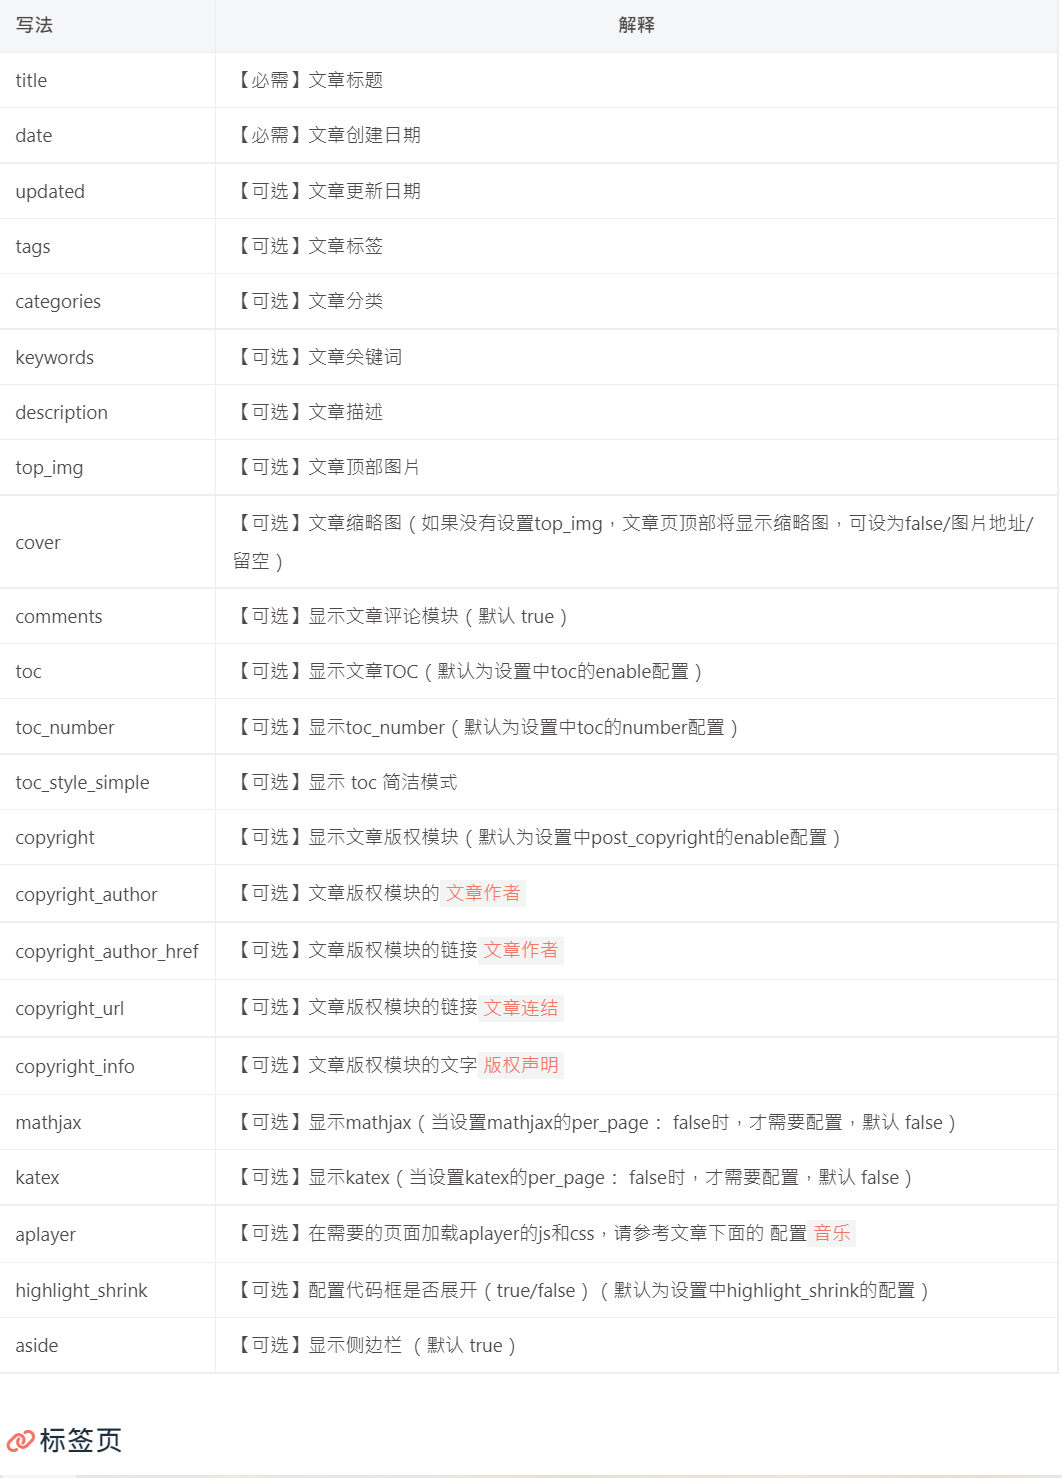 写法 解释
title 【必需】文章标题
date 【必需】文章创建日期
updated 【可选】文章更新日期
tags 【可选】文章标签
categories 【可选】文章分类
keywords 【可选】文章关键词
description 【可选】文章描述
top_img 【可选】文章顶部图片
cover 【可选】文章缩略图（如果没有设置top_img，文章页顶部将显示缩略图，可设为false/图片地址/
留空）
comments 【可选】显示文章评论模块（默认 true）
toc 【可选】显示文章TOC（默认为设置中toc的enable配置）
toc_number 【可选】显示toc_number（默认为设置中toc的number配置）
toc_style_simple 【可选】显示 toc 简洁模式
copyright 【可选】显示文章版权模块（默认为设置中post_copyright的enable配置）
copyright_author 【可选】文章版权模块的 文章作者
copyright_author_href 【可选】文章版权模块的链接 文章作者
copyright_url 【可选】文章版权模块的链接 文章连结
copyright_info 【可选】文章版权模块的文字 版权声明
mathjax 【可选】显示mathjax（当设置mathjax的per_page： false时，才需要配置，默认 false）
katex 【可选】显示katex（当设置katex的per_page： false时，才需要配置，默认 false）
aplayer 【可选】在需要的页面加载aplayer的js和css，请参考文章下面的 配置 音乐
highlight_shrink 【可选】配置代码框是否展开（true/false）（默认为设置中highlight_shrink的配置）
aside 【可选】显示侧边栏 （默认 true）
标签页